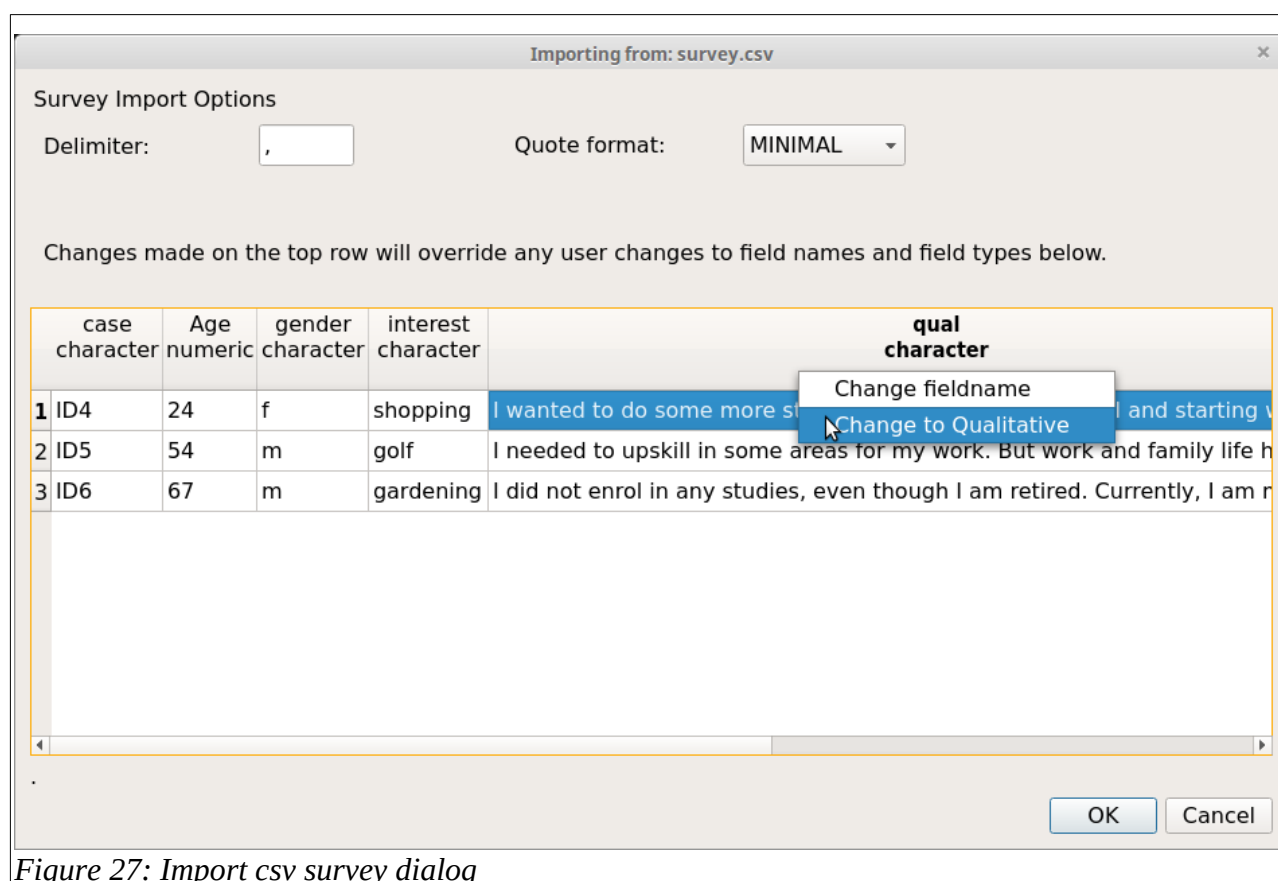 Importing from: survey.csv ×
Survey Import Options
Delimiter: , Quote format: MINIMAL
Changes made on the top row will override any user changes to field names and field types below.
case Age gender interest qual
character numeric character character character
Change fieldname
1 ID4 24 f shopping I wanted to do some more and starting
Change to Qualitative
2 ID5 54 m golf I needed to upskill in some areas for my work. But work and family life
3 ID6 67 m gardening I did not enrol in any studies, even though I am retired. Currently, I am
.
OK Cancel
Figure 27: Import csv survey dialog